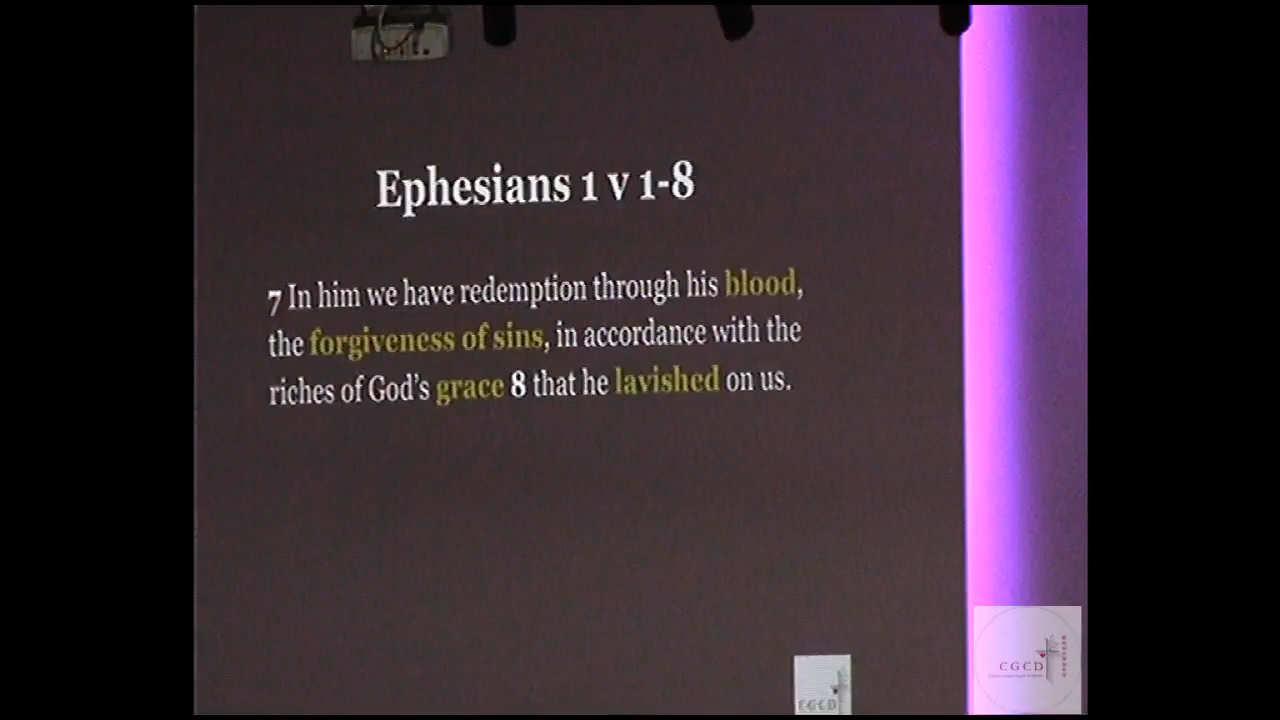 Ephesians 1 v 1-8
7 In him we have redemption through his blood,
the forgiveness of sins, in accordance with the
riches of God's grace 8 that he lavished on us.
CGCD
CGCD